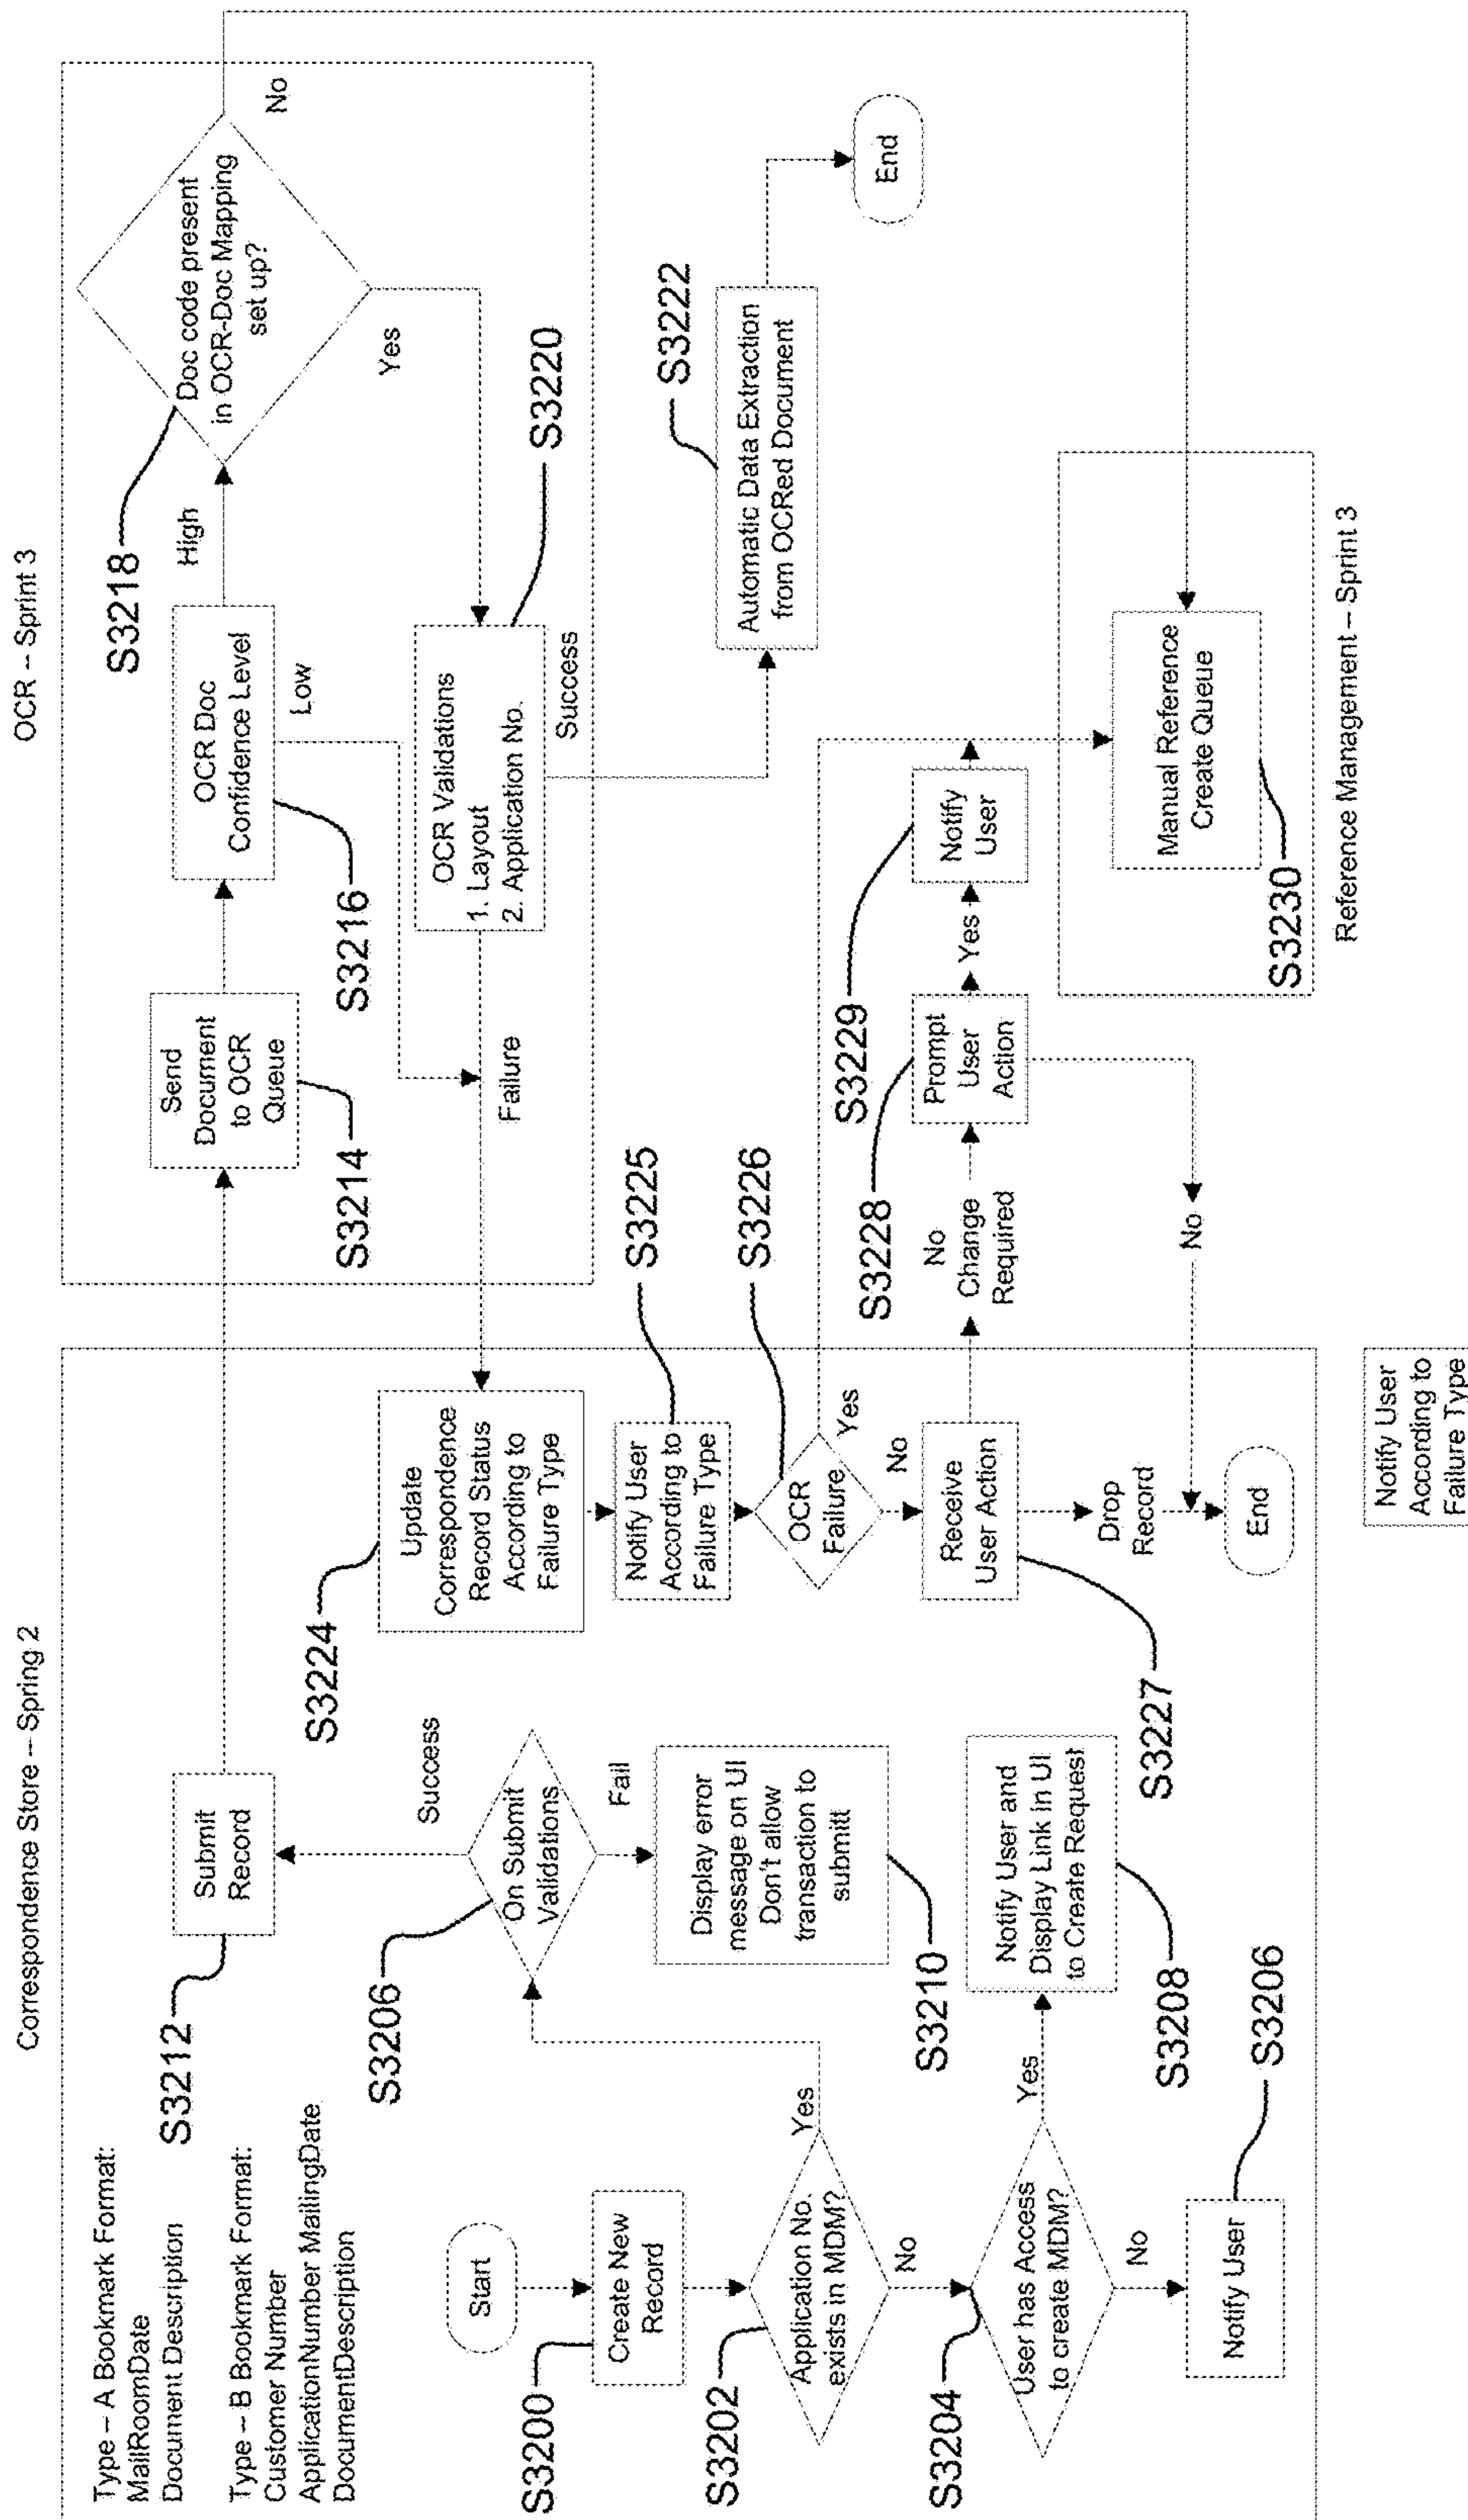 Correspondence Store – Spring 2
OCR – Sprint 3
Type – A Bookmark Format:
MailRoomDate
Document Description
Type – B Bookmark Format:
Customer Number
ApplicationNumber MailingDate
DocumentDescription
Start
S3200
Create New
Record
S3202
Application No.
exists in MDM?
Yes
No
S3204
User has Access
to create MDM?
Yes
No
Notify User
S3206
Notify User and
Display Link in UI
to Create Request
S3208
S3206
On Submit
Validations
Success
Fail
Display error
message on UI
Don't allow
transaction to
submitt
S3210
S3212
Submit
Record
Send
Document
to OCR
Queue
S3214
OCR Doc
Confidence Level
S3216
High
Low
S3218
Doc code present
in OCR-Doc Mapping
set up?
No
Yes
OCR Validations
1. Layout
2. Application No.
S3220
Success
Failure
Automatic Data Extraction
from OCRed Document
S3222
End
S3224
Update
Correspondence
Record Status
According to
Failure Type
Notify User
According to
Failure Type
S3225
OCR
Failure
S3226
Yes
No
Receive
User Action
S3227
Drop
Record
End
No
Change
Required
Prompt
User
Action
S3228
Yes
No
Notify
User
S3229
Manual Reference
Create Queue
S3230
Reference Management – Sprint 3
Notify User
According to
Failure Type